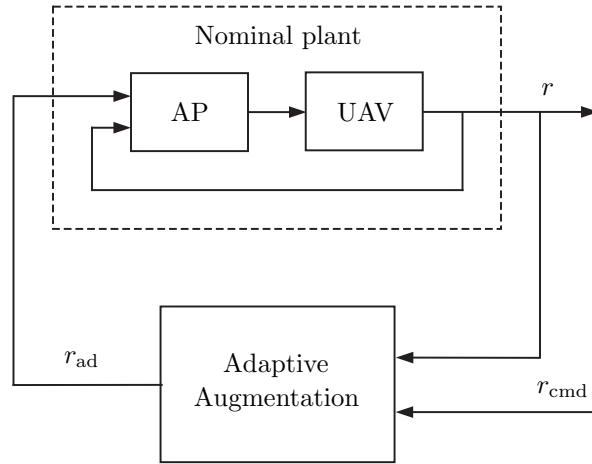 Nominal plant
AP
UAV
r
r_ad
Adaptive
Augmentation
r_cmd